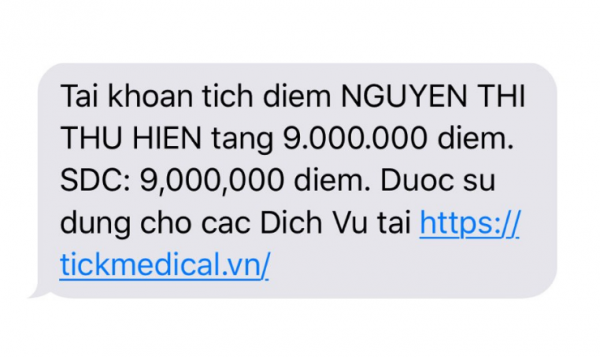 Tai khoan tich diem NGUYEN THI
THU HIEN tang 9.000.000 diem.
SDC: 9,000,000 diem. Duoc su
dung cho cac Dich Vu tai https://
tickmedical.vn/